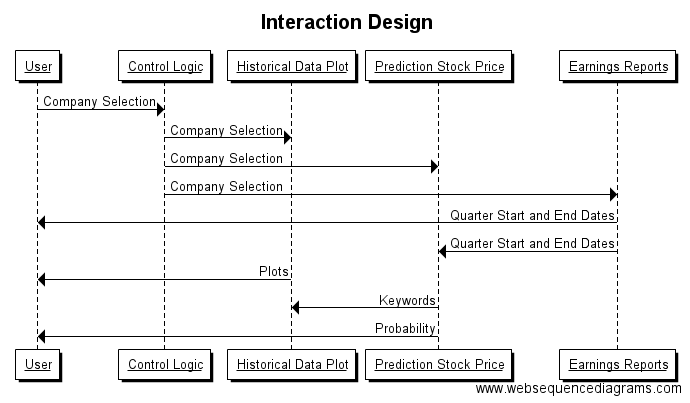 Interaction Design
User Control Logic Historical Data Plot Prediction Stock Price Earnings Reports
Company Selection
Company Selection
Company Selection
Company Selection
Quarter Start and End Dates
Quarter Start and End Dates
Plots
Keywords
Probability
User Control Logic Historical Data Plot Prediction Stock Price Earnings Reports
www.websequencediagrams.com